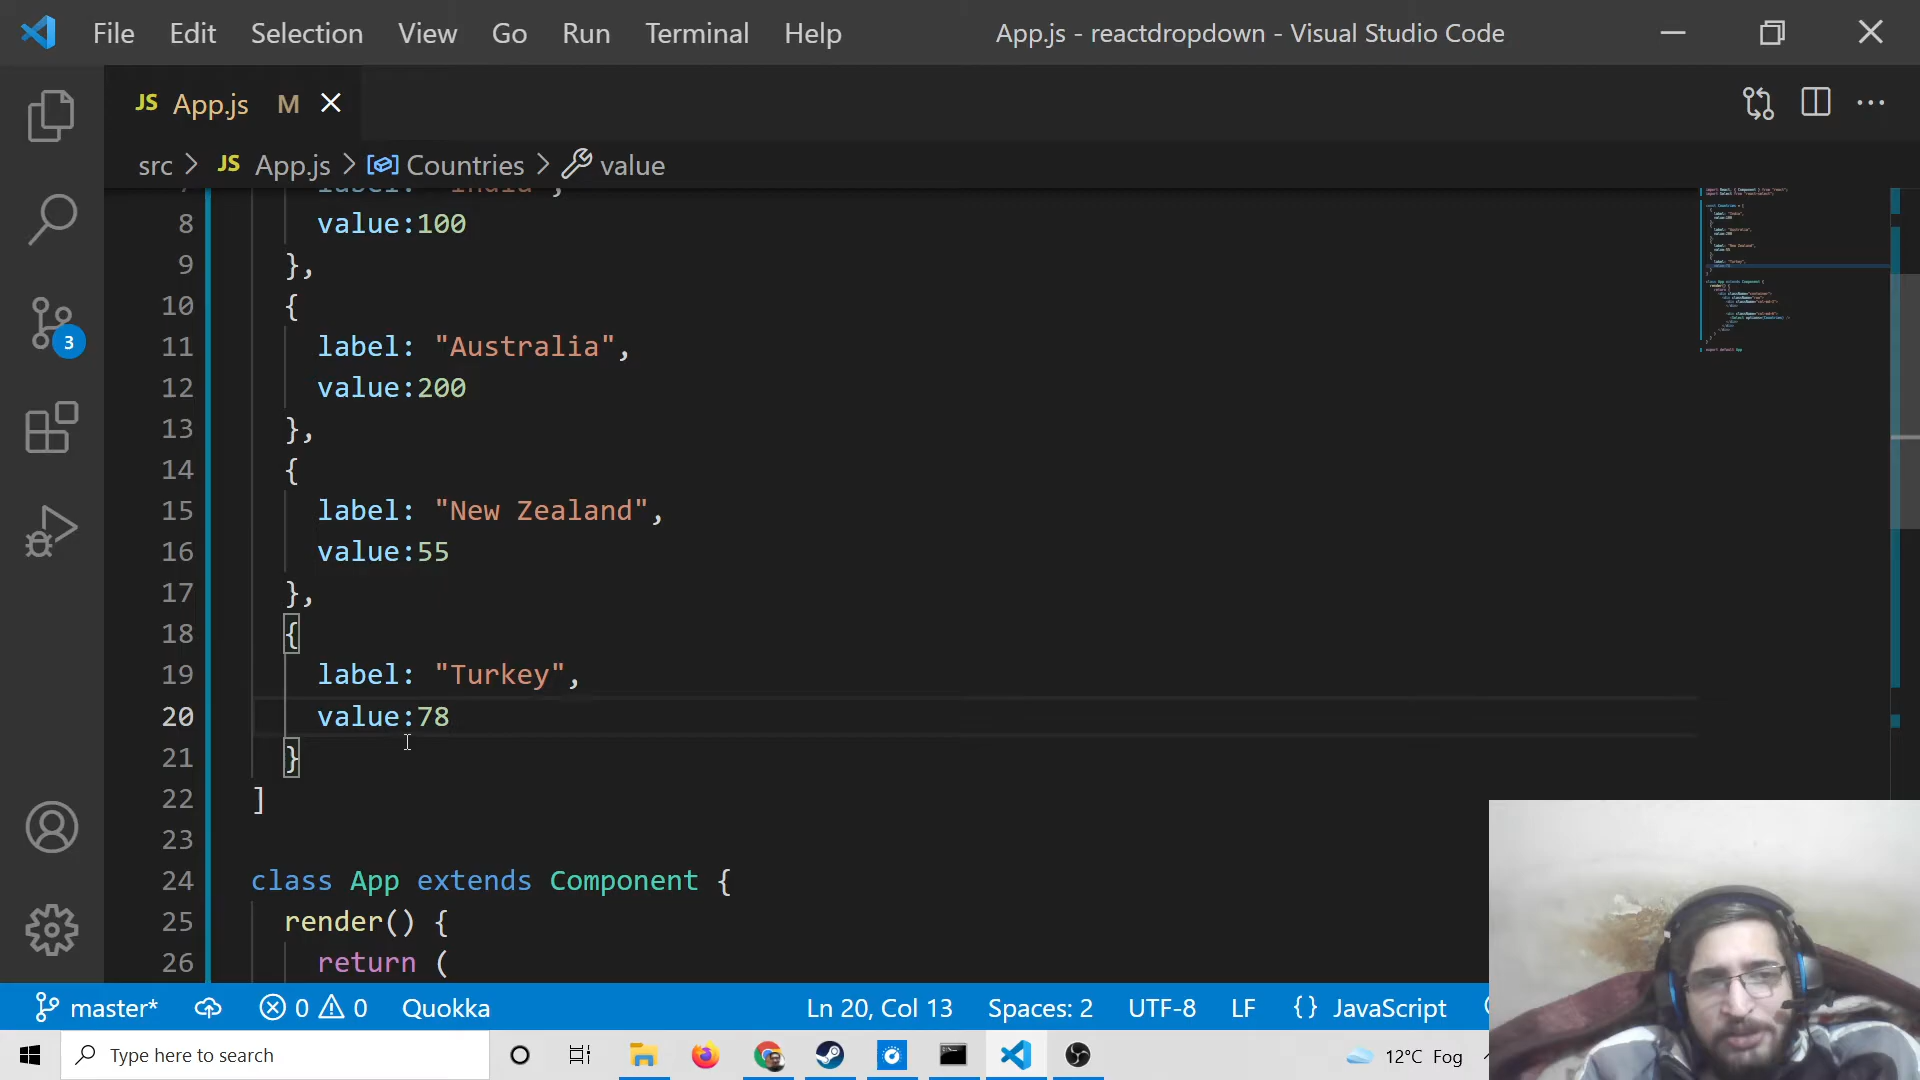 File Edit Selection View Go Run Terminal Help App.js - reactdropdown - Visual Studio Code
JS App.js M
src > JS App.js > Countries > value
label: "India",
8 value:100
9 },
10 {
11 label: "Australia",
12 value:200
13 },
14 {
15 label: "New Zealand",
16 value:55
17 },
18 {
19 label: "Turkey",
20 value:78
21 }
22 ]
23
24 class App extends Component {
25 render() {
26 return (
3
master* 0 0 Quokka Ln 20, Col 13 Spaces: 2 UTF-8 LF {} JavaScript
Type here to search 12°C Fog